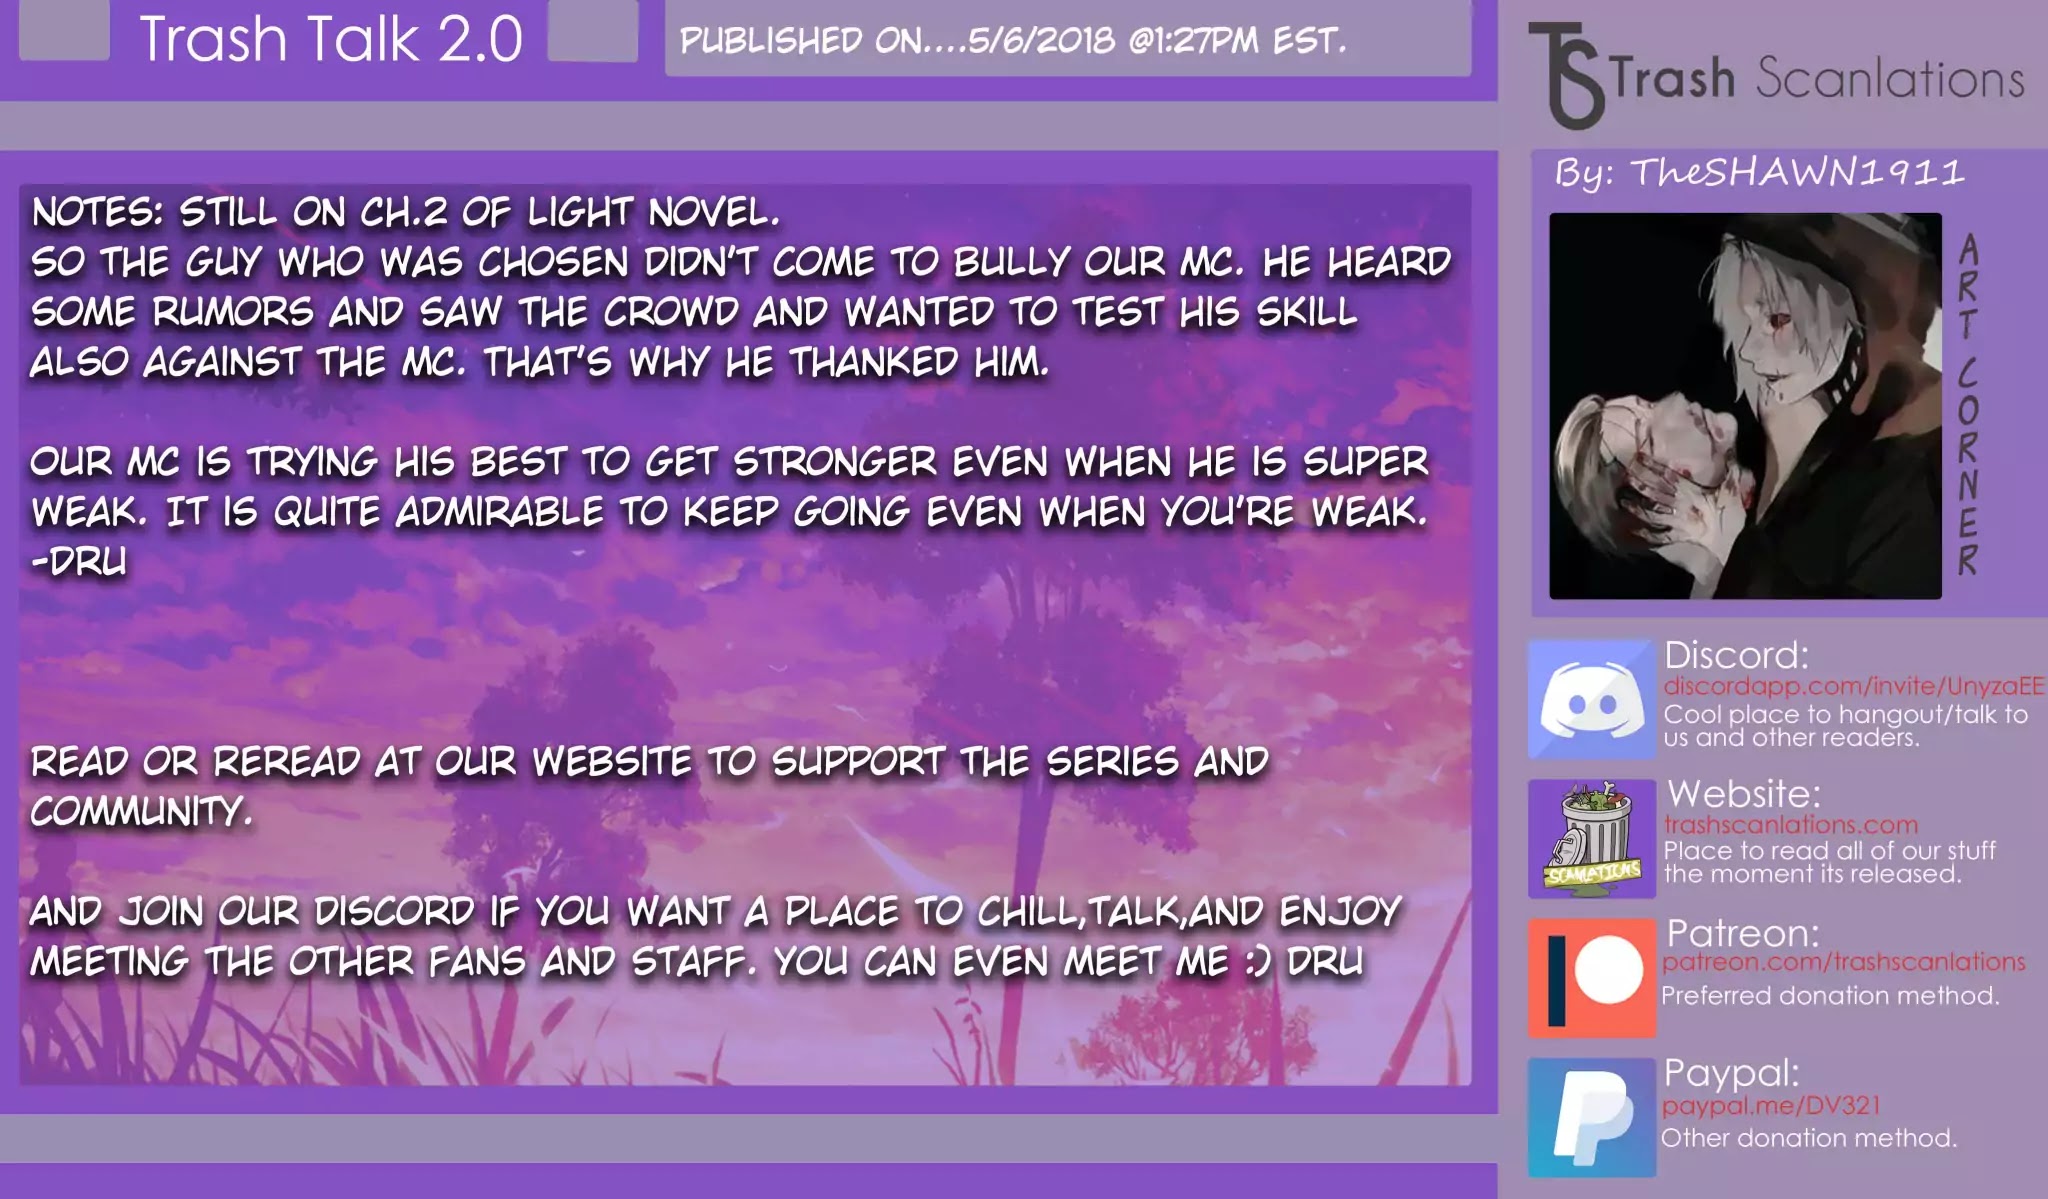 Trash Talk 2.0
PUBLISHED ON....5/6/2018 @1:27PM EST.
NOTES: STILL ON CH.2 OF LIGHT NOVEL.
SO THE GUY WHO WAS CHOSEN DIDN'T COME TO BULLY OUR MC. HE HEARD
SOME RUMORS AND SAW THE CROWD AND WANTED TO TEST HIS SKILL
ALSO AGAINST THE MC. THAT'S WHY HE THANKED HIM.
OUR MC IS TRYING HIS BEST TO GET STRONGER EVEN WHEN HE IS SUPER
WEAK. IT IS QUITE ADMIRABLE TO KEEP GOING EVEN WHEN YOU'RE WEAK.
-DRU
READ OR REREAD AT OUR WEBSITE TO SUPPORT THE SERIES AND
COMMUNITY.
AND JOIN OUR DISCORD IF YOU WANT A PLACE TO CHILL,TALK,AND ENJOY
MEETING THE OTHER FANS AND STAFF. YOU CAN EVEN MEET ME :) DRU
TS Trash Scanlations
By: TheSHAWN1911
ART CORNER
Discord:
discordapp.com/invite/UnyzaEE
Cool place to hangout/talk to
us and other readers.
SCANLATIONS
Website:
trashscanlations.com
Place to read all of our stuff
the moment its released.
Patreon:
patreon.com/trashscanlations
Preferred donation method.
Paypal:
paypal.me/DV321
Other donation method.